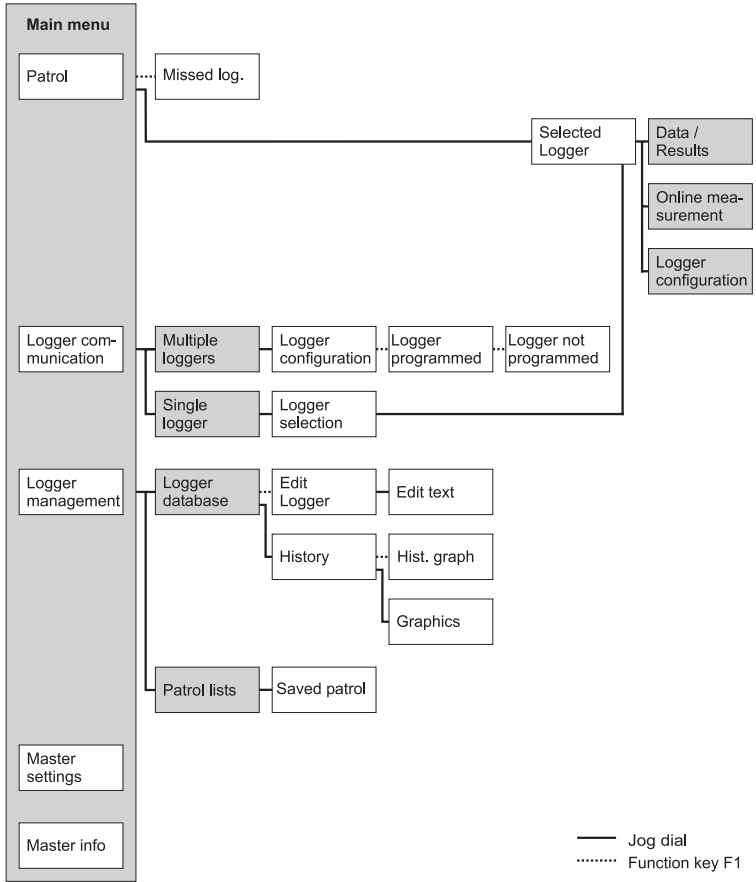 Main menu
Patrol
Missed log.
Selected
Logger
Data /
Results
Online mea-
surement
Logger
configuration
Logger com-
munication
Multiple
loggers
Logger
configuration
Logger
programmed
Logger not
programmed
Single
logger
Logger
selection
Logger
management
Logger
database
Edit
Logger
Edit text
History
Hist. graph
Graphics
Patrol lists
Saved patrol
Master
settings
Master info
Jog dial
Function key F1